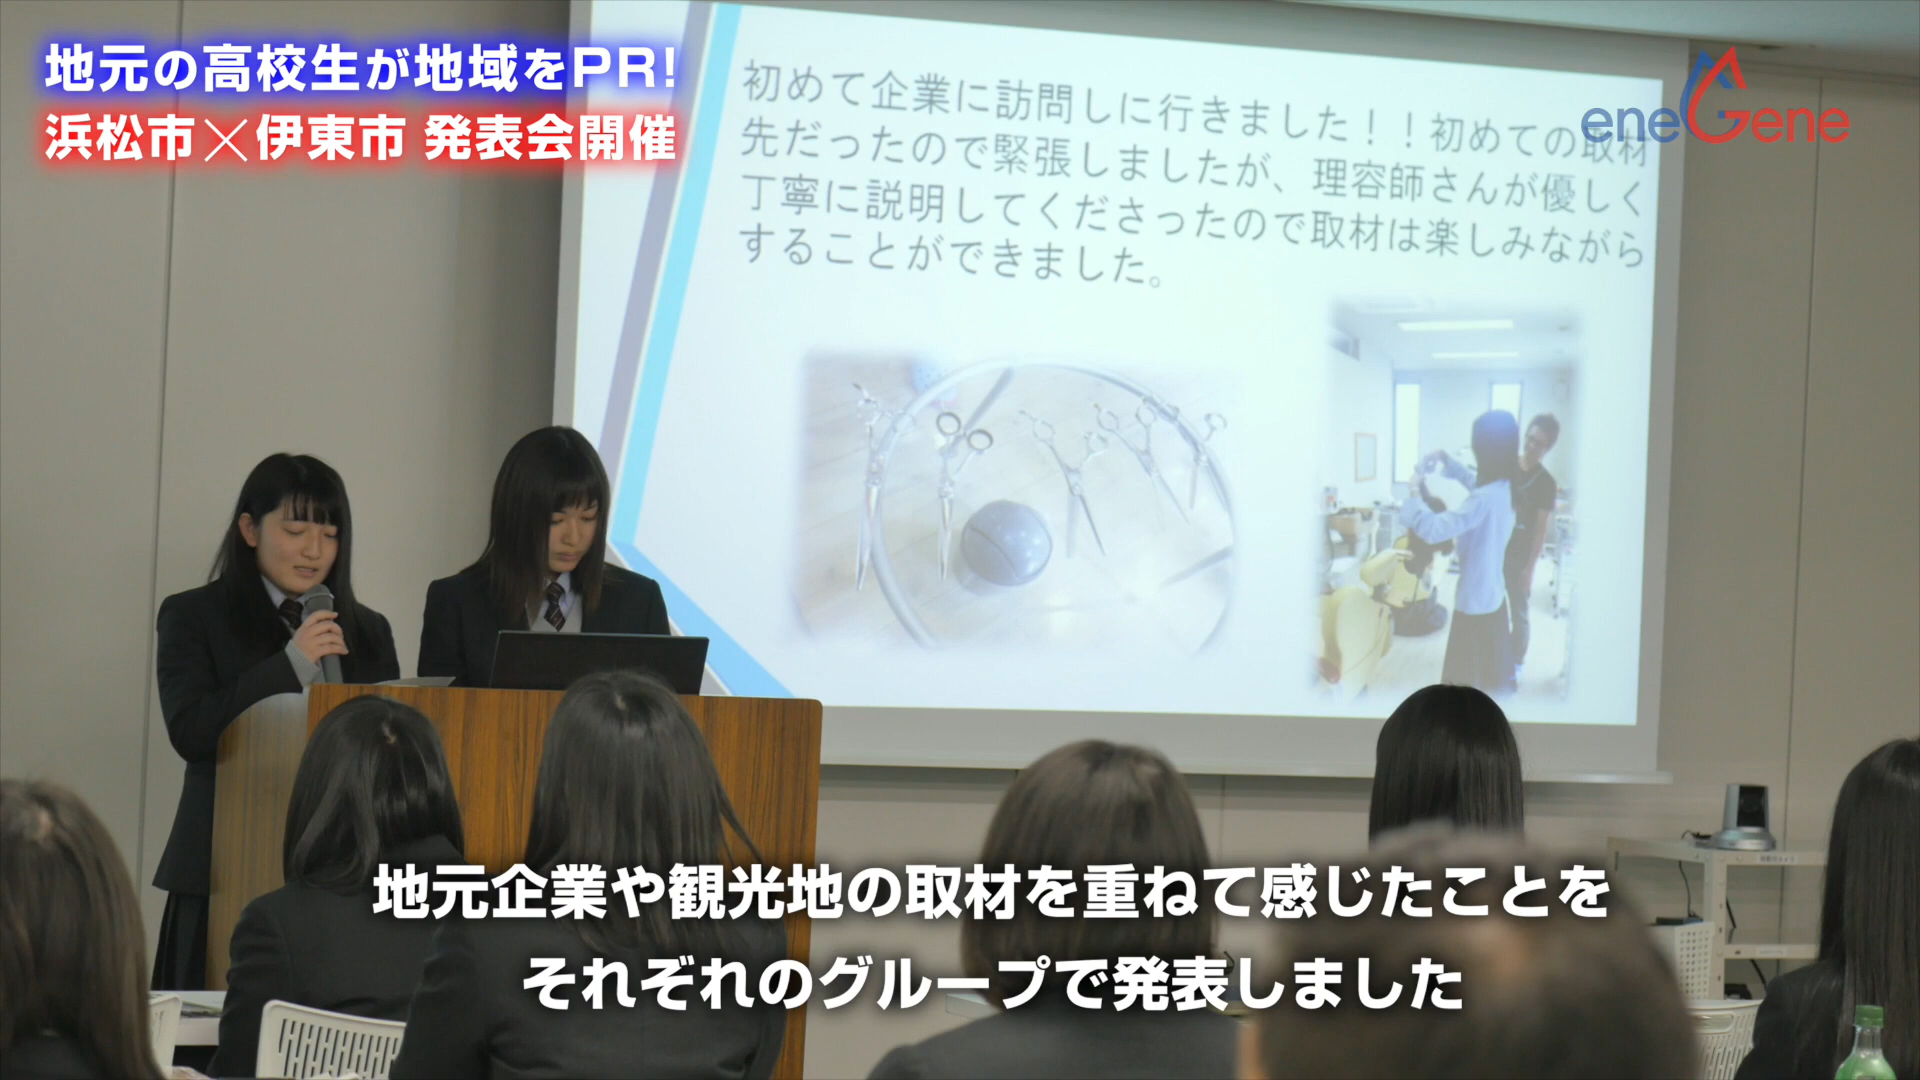 地元の高校生が地域をPR!
浜松市×伊東市 発表会開催
eneGene
初めて企業に訪問しに行きました！！初めての取材
先だったので緊張しましたが、理容師さんが優しく
丁寧に説明してくださったので取材は楽しみながら
することができました。
地元企業や観光地の取材を重ねて感じたことを
それぞれのグループで発表しました